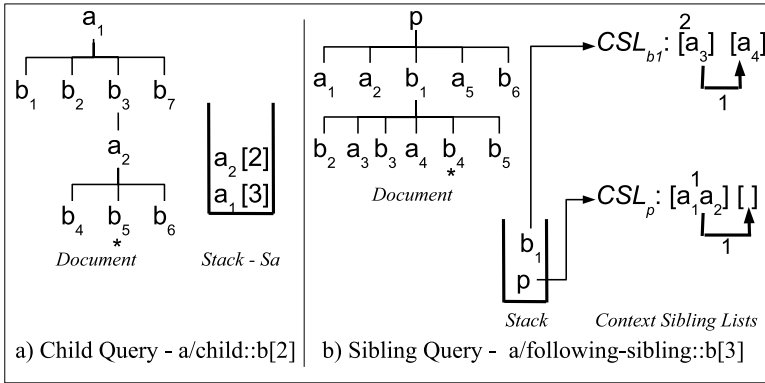 a1
b1 b2 b3 b7
a2
b4 b5 b6
*
Document
a2 [2]
a1 [3]
Stack - Sa
a) Child Query - a/child::b[2]
p
a1 a2 b1 a5 b6
b2 a3 b3 a4 b4 b5
*
Document
b1
p
Stack
2
CSLb1: [a3] [a4]
1
1
CSLp: [a1a2] [ ]
1
Context Sibling Lists
b) Sibling Query - a/following-sibling::b[3]